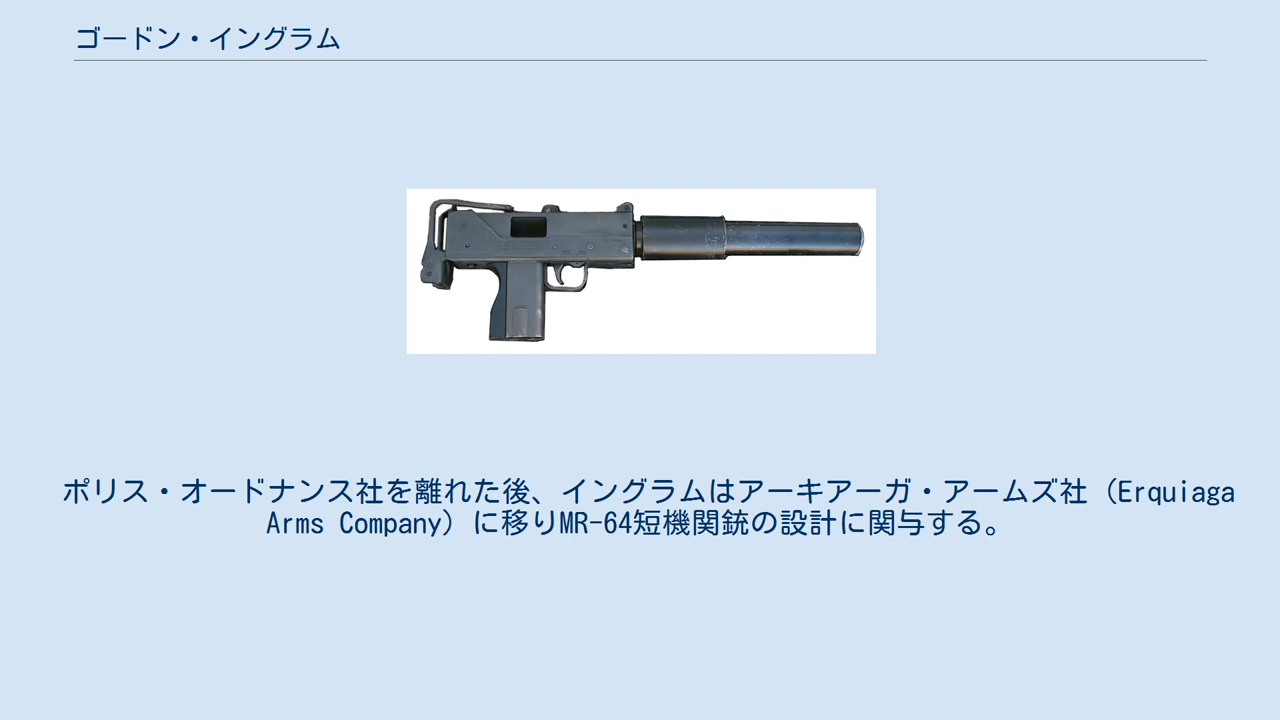 ゴードン・イングラム
ポリス・オードナンス社を離れた後、イングラムはアーキアーガ・アームズ社（Erquiaga
Arms Company）に移りMR-64短機関銃の設計に関与する。